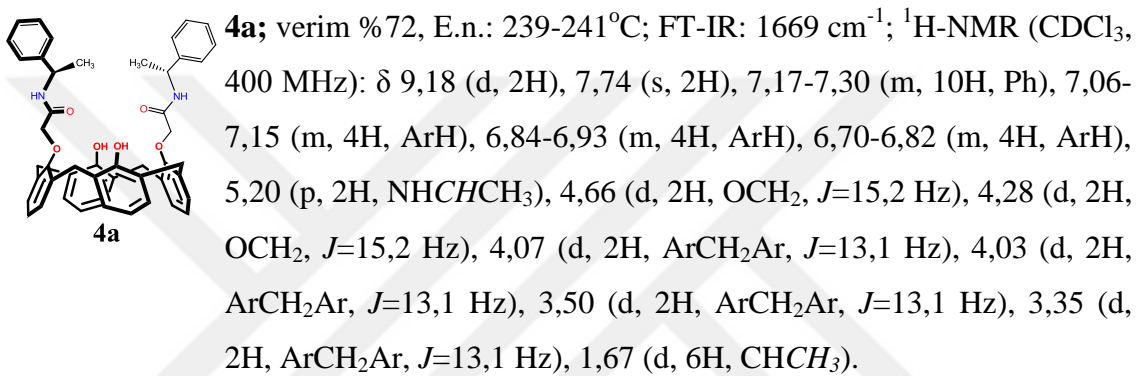 4a; verim %72, E.n.: 239-241°C; FT-IR: 1669 cm⁻¹; ¹H-NMR (CDCl₃,
400 MHz): δ 9,18 (d, 2H), 7,74 (s, 2H), 7,17-7,30 (m, 10H, Ph), 7,06-
7,15 (m, 4H, ArH), 6,84-6,93 (m, 4H, ArH), 6,70-6,82 (m, 4H, ArH),
5,20 (p, 2H, NHCHCH₃), 4,66 (d, 2H, OCH₂, J=15,2 Hz), 4,28 (d, 2H,
OCH₂, J=15,2 Hz), 4,07 (d, 2H, ArCH₂Ar, J=13,1 Hz), 4,03 (d, 2H,
ArCH₂Ar, J=13,1 Hz), 3,50 (d, 2H, ArCH₂Ar, J=13,1 Hz), 3,35 (d,
2H, ArCH₂Ar, J=13,1 Hz), 1,67 (d, 6H, CHCH₃).
CH₃ H₃C
HN HN
O O
O OH OH O
4a